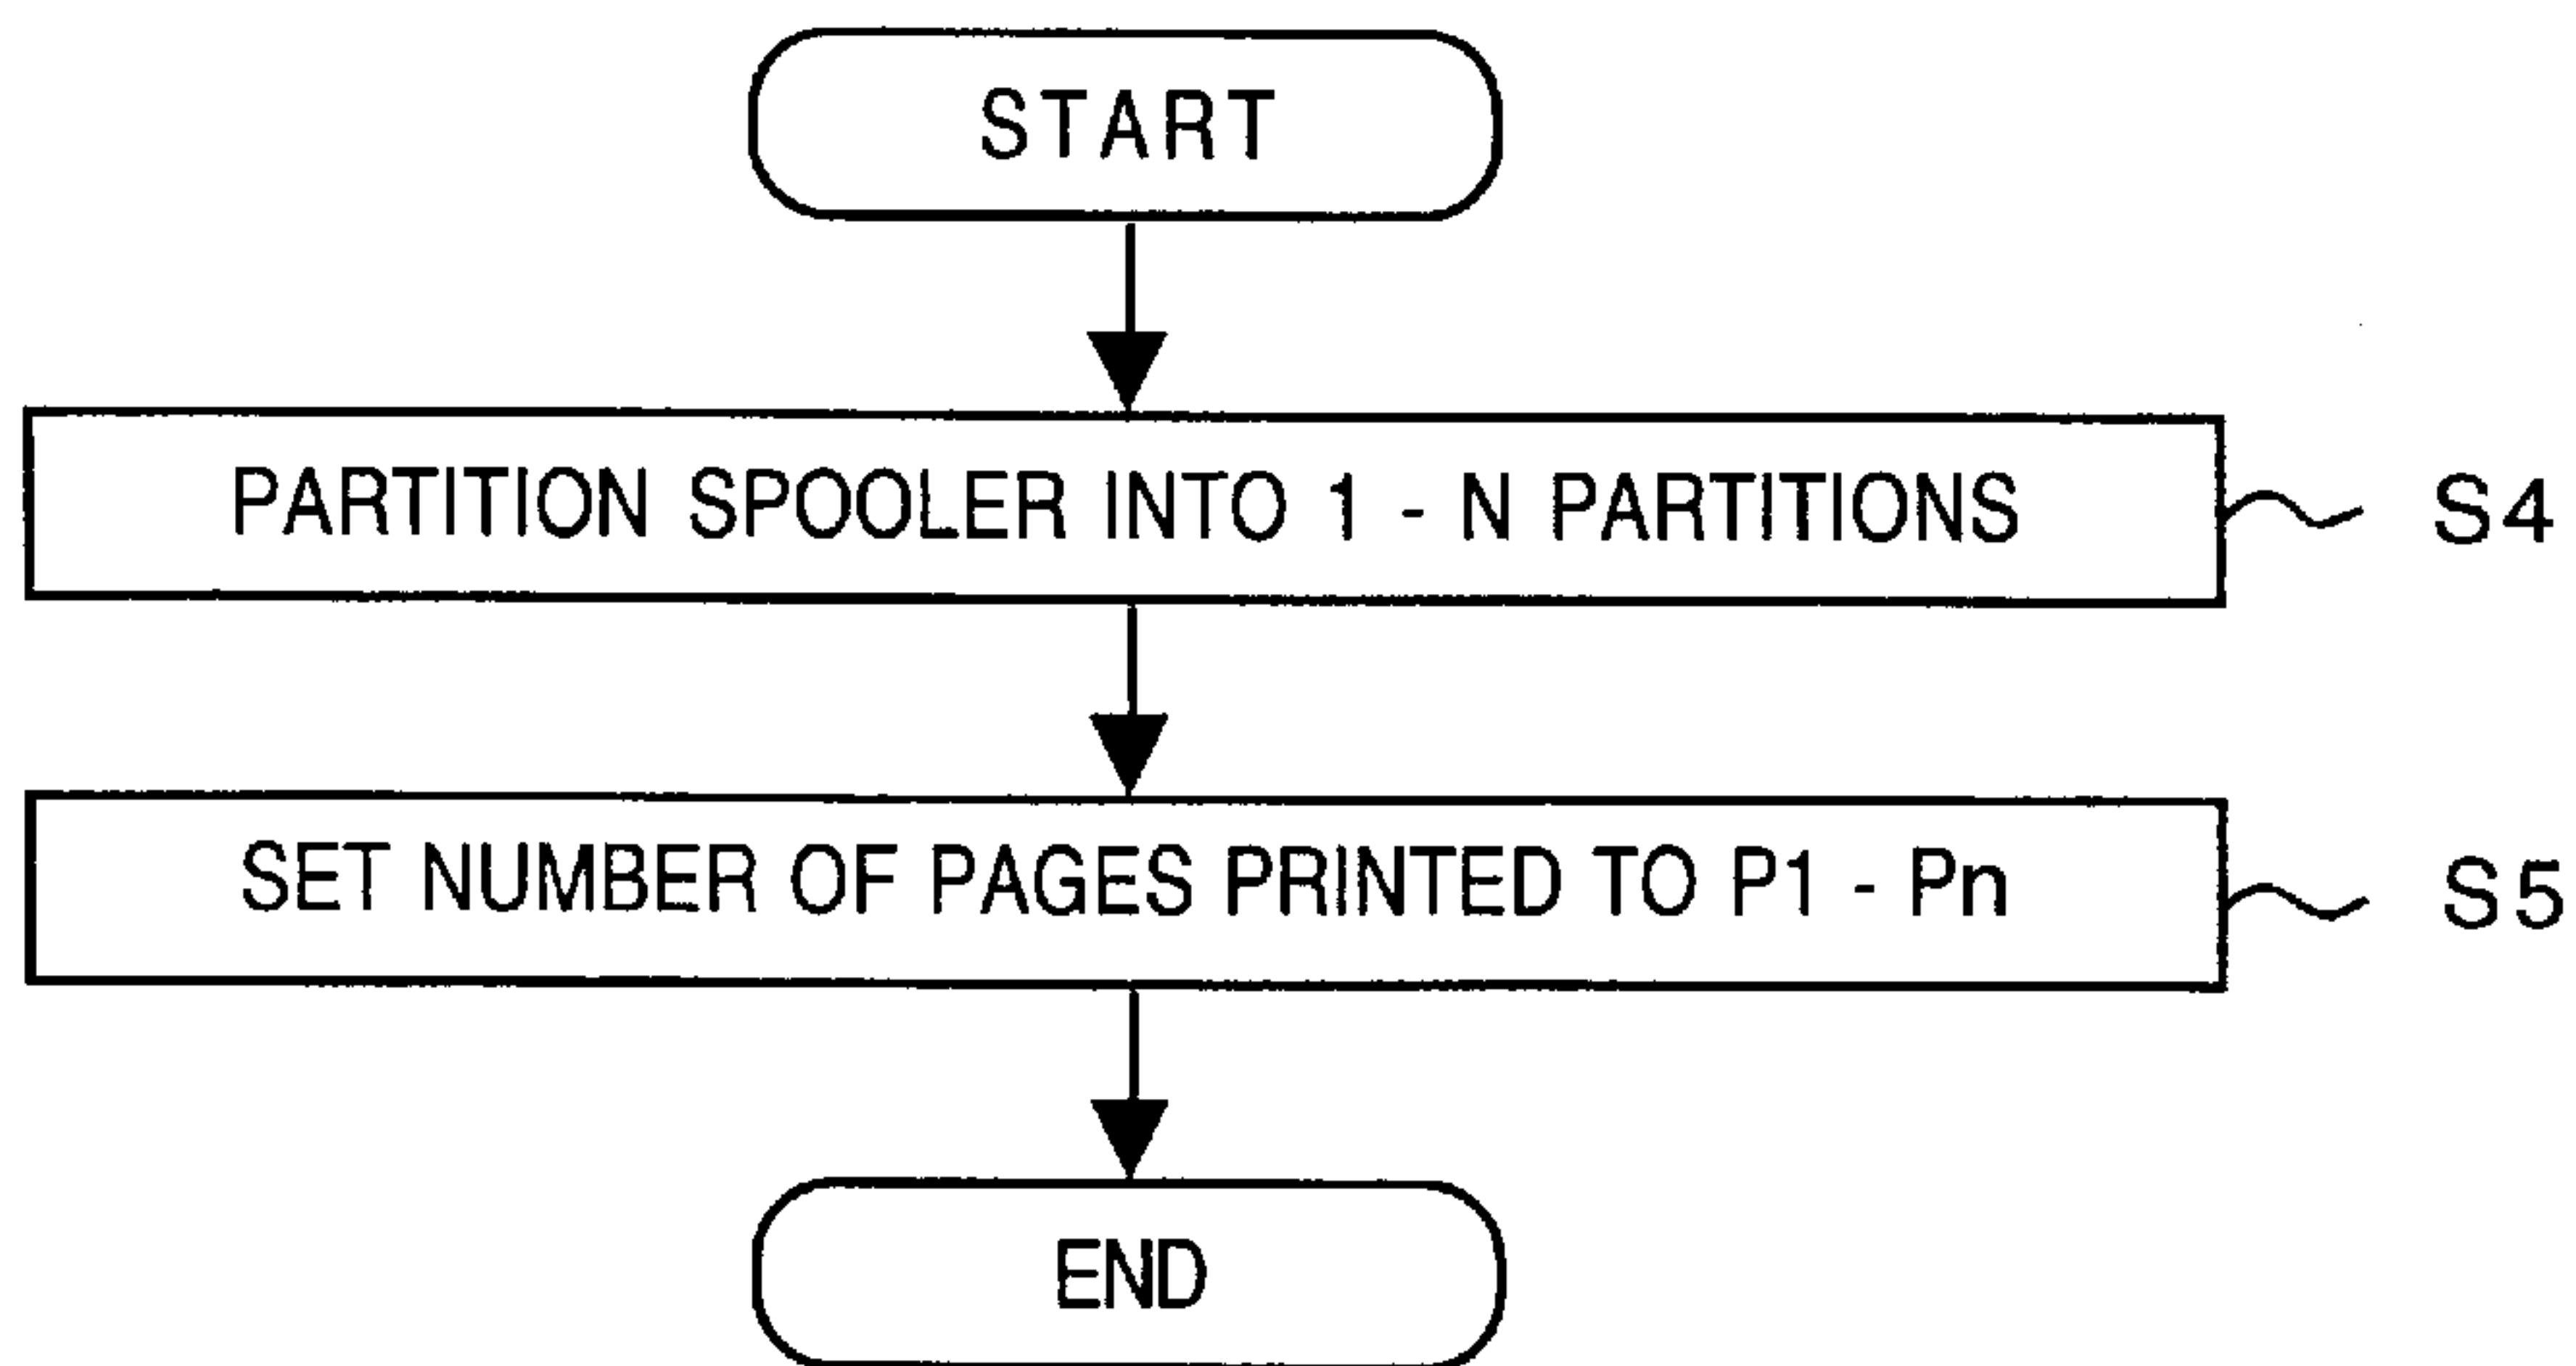 START
PARTITION SPOOLER INTO 1 - N PARTITIONS
S4
SET NUMBER OF PAGES PRINTED TO P1 - Pn
S5
END